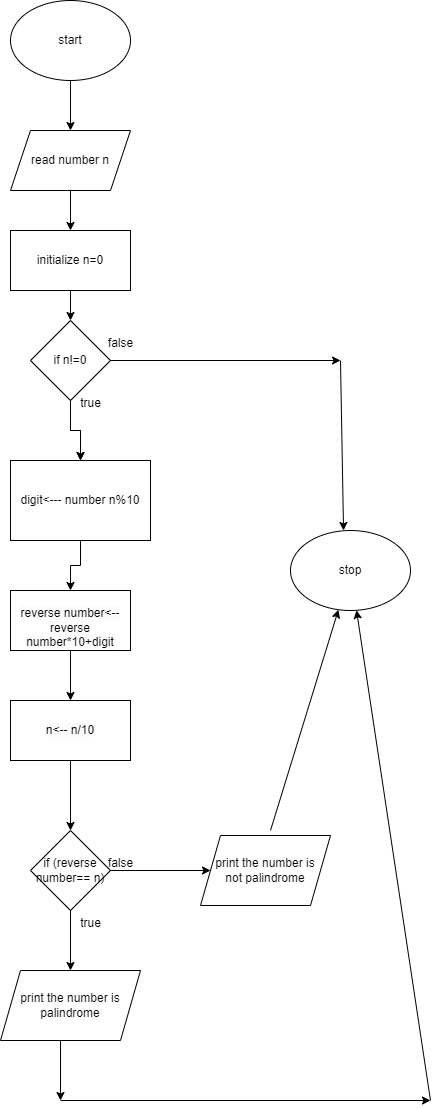 start
read number n
initialize n=0
if n!=0
false
true
digit<--- number n%10
stop
reverse number<--
reverse
number*10+digit
n<-- n/10
if (reverse
number== n)
false
print the number is
not palindrome
true
print the number is
palindrome